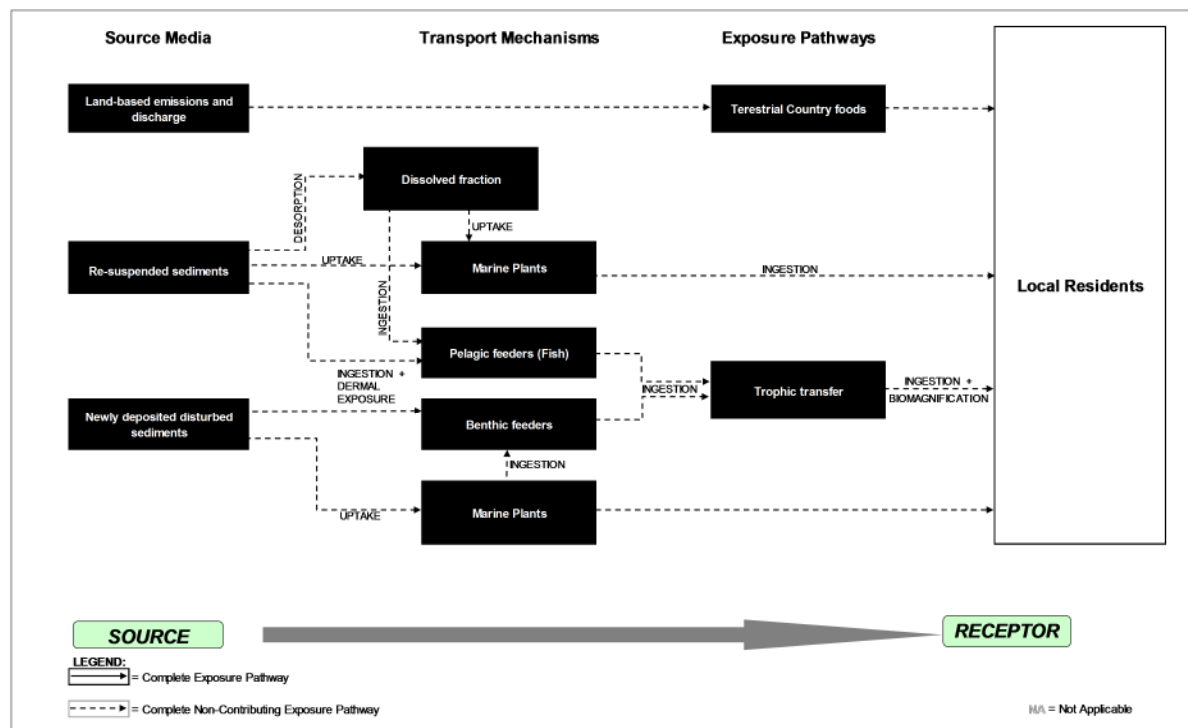 Source Media
Transport Mechanisms
Exposure Pathways
Land-based emissions and
discharge
Terestrial Country foods
Dissolved fraction
DESORPTION
UPTAKE
Re-suspended sediments
UPTAKE
Marine Plants
INGESTION
Local Residents
INGESTION
Pelagic feeders (Fish)
INGESTION +
DERMAL
EXPOSURE
INGESTION
Trophic transfer
INGESTION +
BIOMAGNIFICATION
Newly deposited disturbed
sediments
Benthic feeders
INGESTION
UPTAKE
Marine Plants
SOURCE
RECEPTOR
LEGEND:
= Complete Exposure Pathway
= Complete Non-Contributing Exposure Pathway
NA = Not Applicable